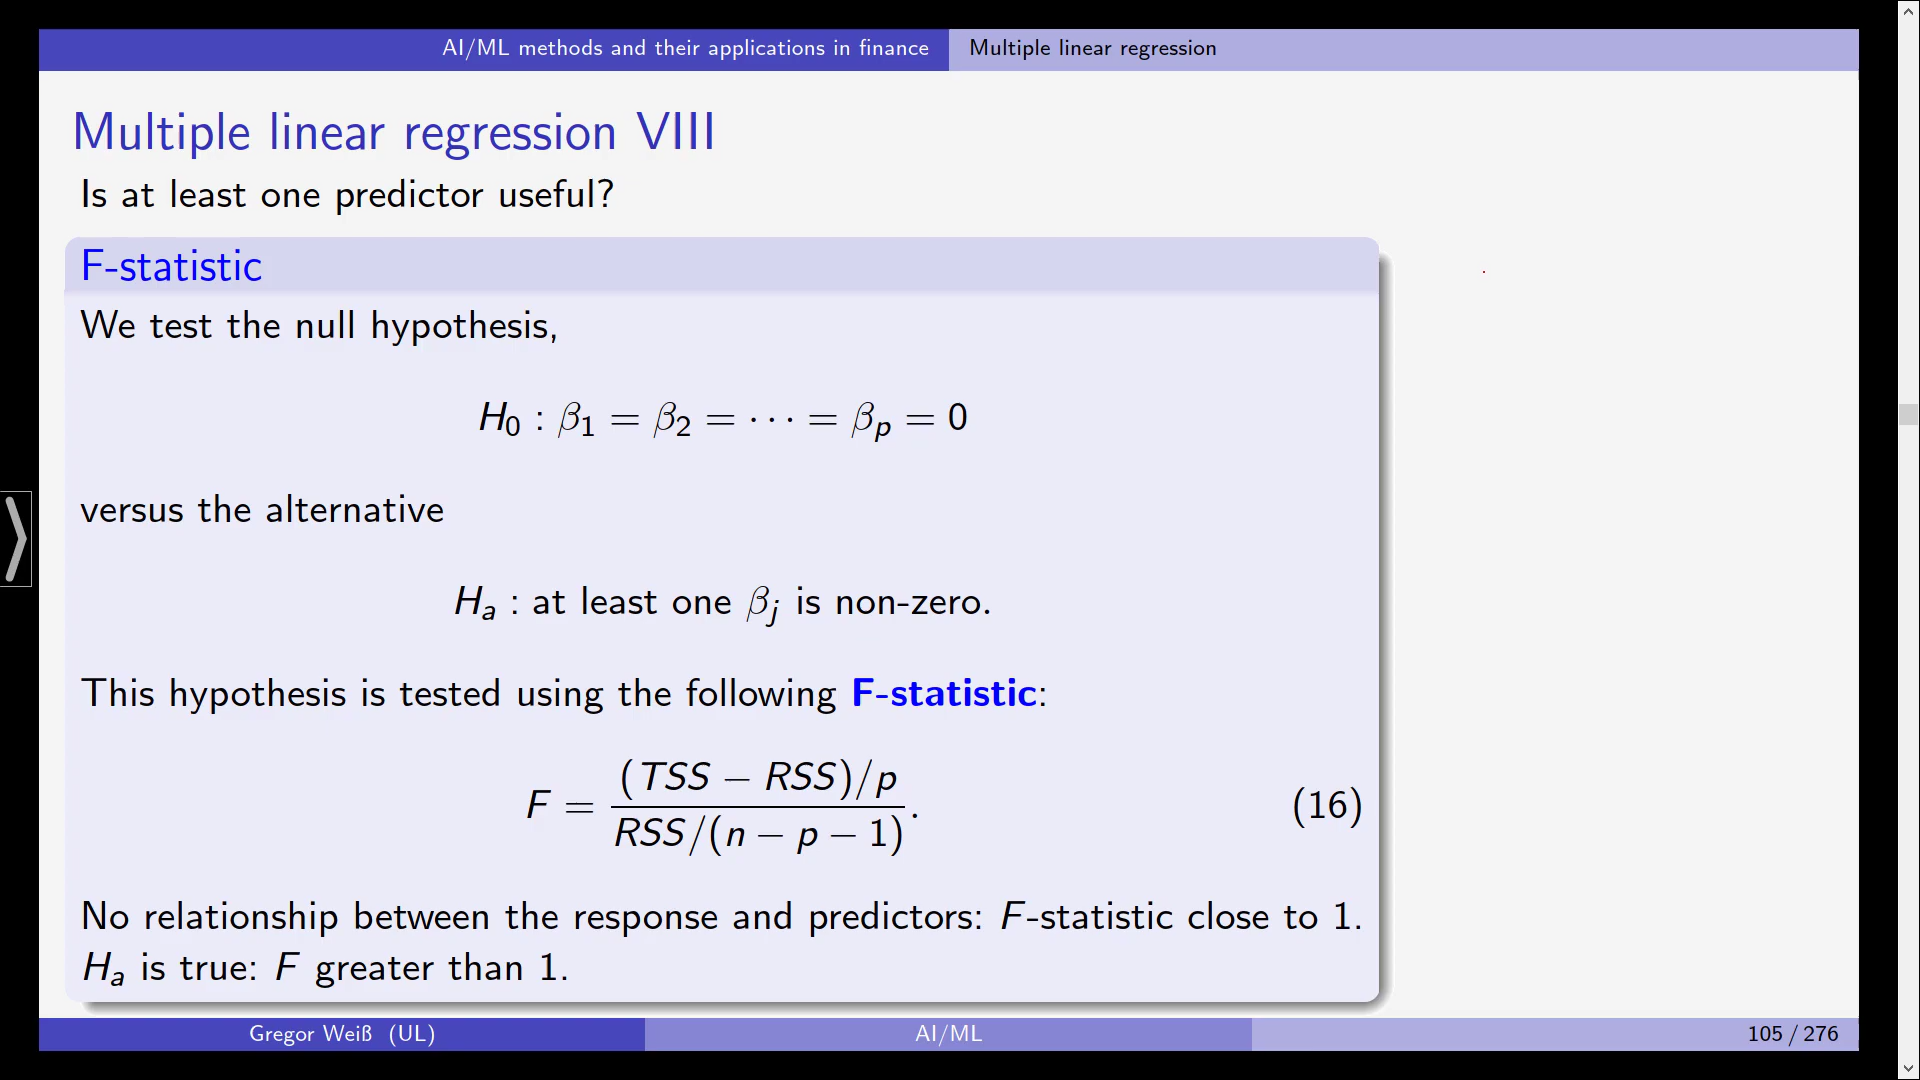 AI/ML methods and their applications in finance Multiple linear regression
Multiple linear regression VIII
Is at least one predictor useful?
F-statistic
We test the null hypothesis,
H₀ : β₁ = β₂ = ⋯ = βₚ = 0
versus the alternative
Hₐ : at least one βⱼ is non-zero.
This hypothesis is tested using the following F-statistic:
F = (TSS − RSS)/p / RSS/(n − p − 1). (16)
No relationship between the response and predictors: F-statistic close to 1.
Hₐ is true: F greater than 1.
Gregor Weiß (UL) AI/ML 105 / 276